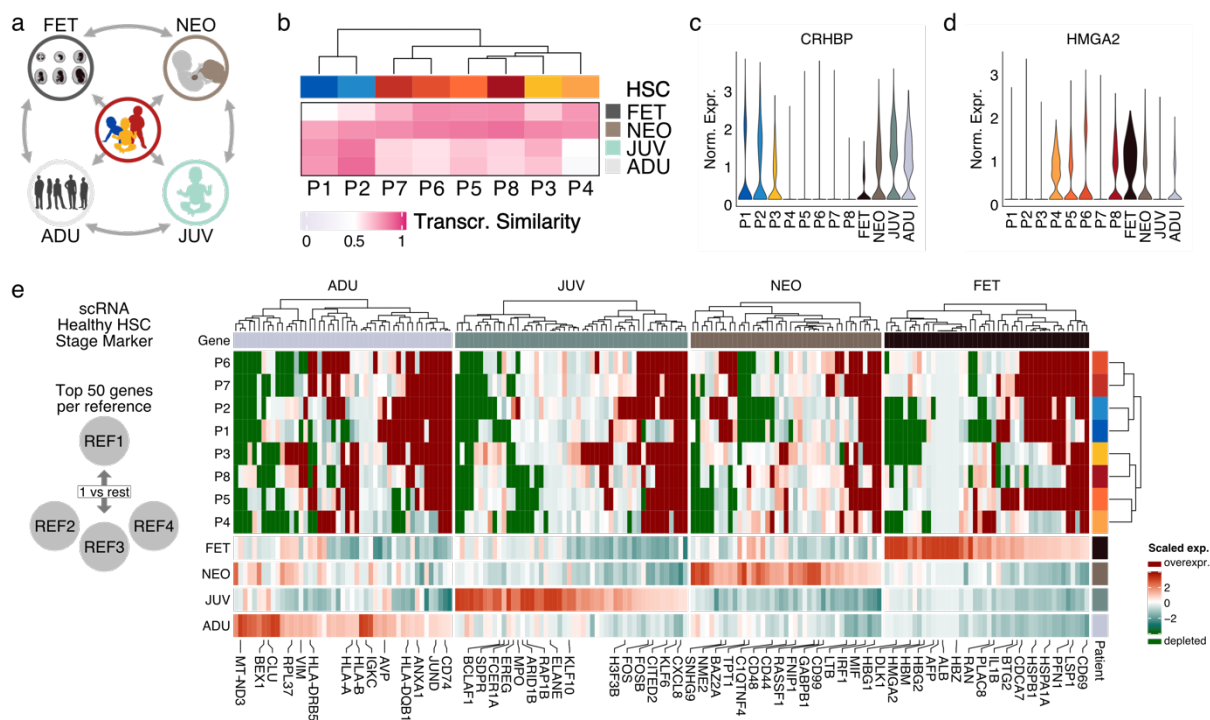 a
FET
NEO
ADU
JUV
b
HSC
FET
NEO
JUV
ADU
P1 P2 P7 P6 P5 P8 P3 P4
0 0.5 1
Transcr. Similarity
c
CRHBP
Norm. Expr.
3
2
1
0
P1 P2 P3 P4 P5 P6 P7 P8 FET NEO JUV ADU
d
HMGA2
Norm. Expr.
3
2
1
0
P1 P2 P3 P4 P5 P6 P7 P8 FET NEO JUV ADU
e
scRNA
Healthy HSC
Stage Marker
Top 50 genes
per reference
REF1
1 vs rest
REF2
REF3
REF4
ADU JUV NEO FET
Gene
P6
P7
P2
P1
P3
P8
P5
P4
FET
NEO
JUV
ADU
Patient
MT-ND3 BEX1 CLU RPL37 VIM HLA-DRB5 HLA-A HLA-B IGKC AVP HLA-DQB1 ANXA1 JUND CD74
BCLAF1 SDPR FCER1A EREG MPO ARID1B RAP1B ELANE KLF10 H3F3B FOS FOSB CITED2 KLF6 CXCL8
SNHG9 NME2 BAZ2A TPT1 C1QTNF4 CD48 CD44 RASSF1 FNIP1 GABPB1 CD99 LTB IRF1 MIF HBG1 DLK1
HMGA2 HBM HBG2 AFP ALB HBZ RAN PLAC8 IL1B BTG2 CDCA7 HSPB1 HSPA1A PFN1 LSP1 CD69
Scaled exp.
overexpr.
2
0
-2
depleted